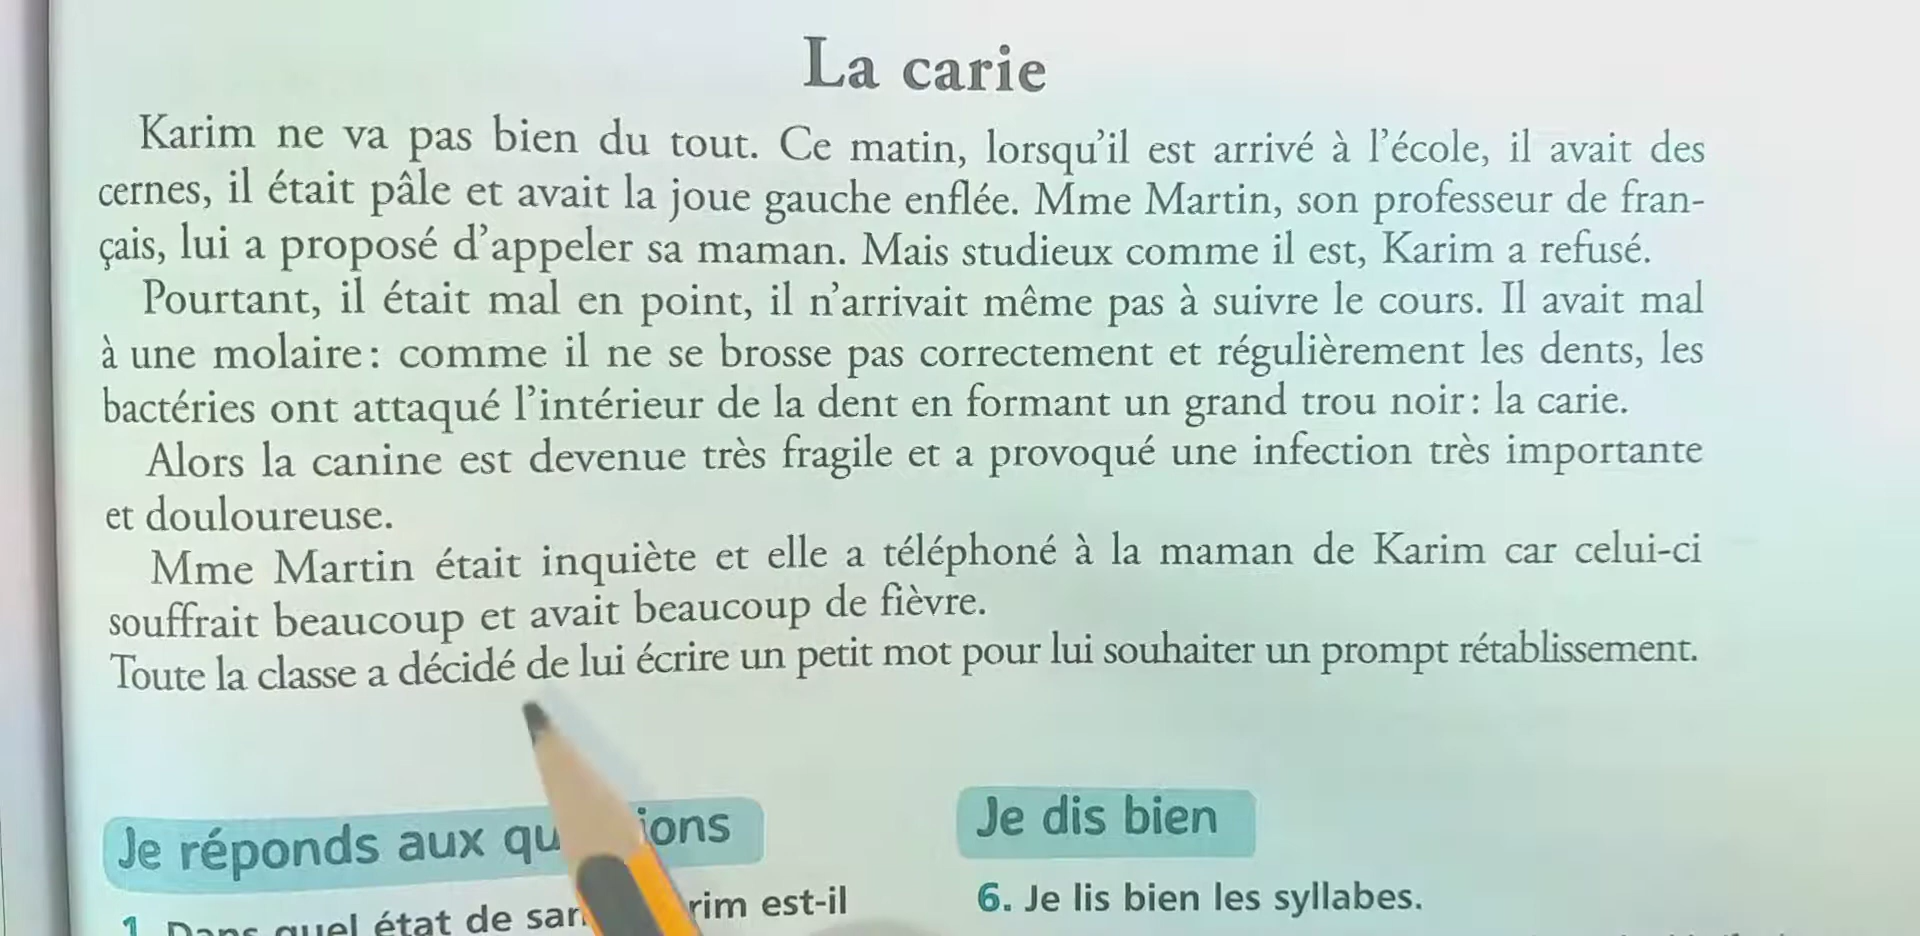 La carie
Karim ne va pas bien du tout. Ce matin, lorsqu'il est arrivé à l'école, il avait des
cernes, il était pâle et avait la joue gauche enflée. Mme Martin, son professeur de fran-
çais, lui a proposé d'appeler sa maman. Mais studieux comme il est, Karim a refusé.
Pourtant, il était mal en point, il n'arrivait même pas à suivre le cours. Il avait mal
à une molaire : comme il ne se brosse pas correctement et régulièrement les dents, les
bactéries ont attaqué l'intérieur de la dent en formant un grand trou noir : la carie.
Alors la canine est devenue très fragile et a provoqué une infection très importante
et douloureuse.
Mme Martin était inquiète et elle a téléphoné à la maman de Karim car celui-ci
souffrait beaucoup et avait beaucoup de fièvre.
Toute la classe a décidé de lui écrire un petit mot pour lui souhaiter un prompt rétablissement.
Je réponds aux
1. Dans quel état de est-il
Je dis bien
6. Je lis bien les syllabes.